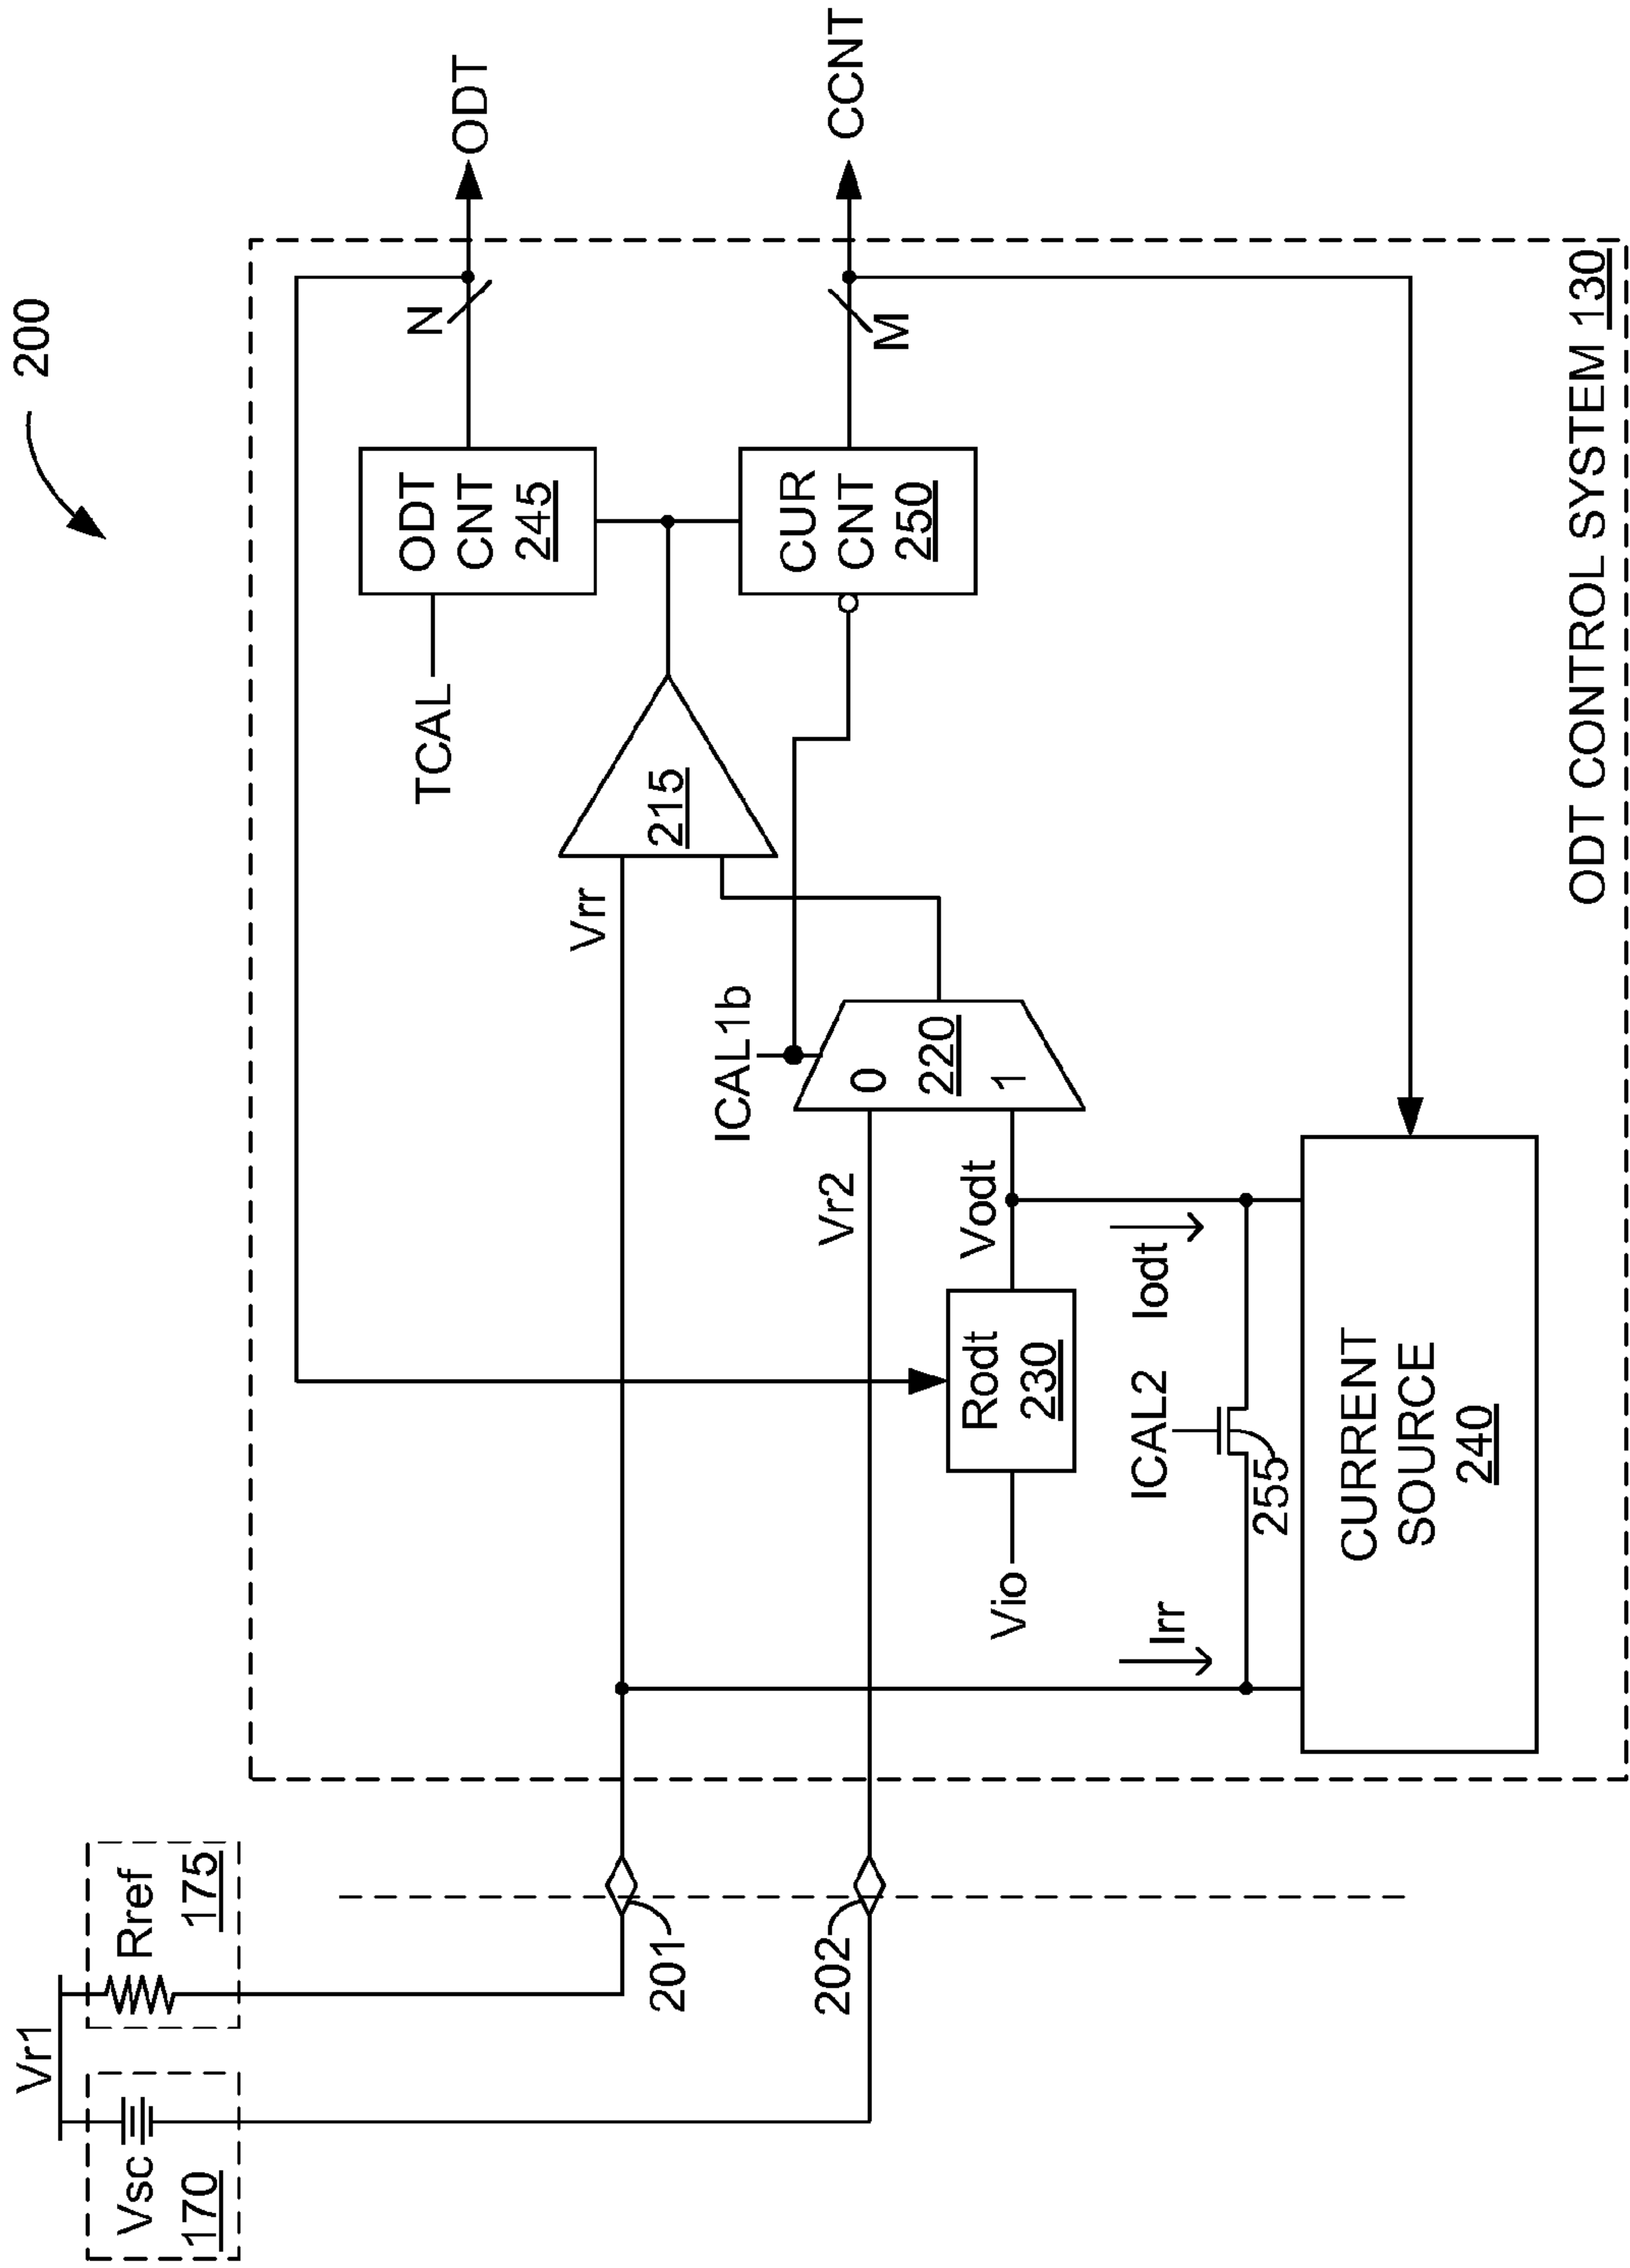 200
Vr1
Vsc
170
Rref
175
201
202
Vrr
Vr2
ICAL1b
0
220
1
215
TCAL
ODT
CNT
245
CUR
CNT
250
N
M
ODT
CCNT
Vio
Rodt
230
Vodt
Iodt
Irr
ICAL2
255
CURRENT
SOURCE
240
ODT CONTROL SYSTEM 130